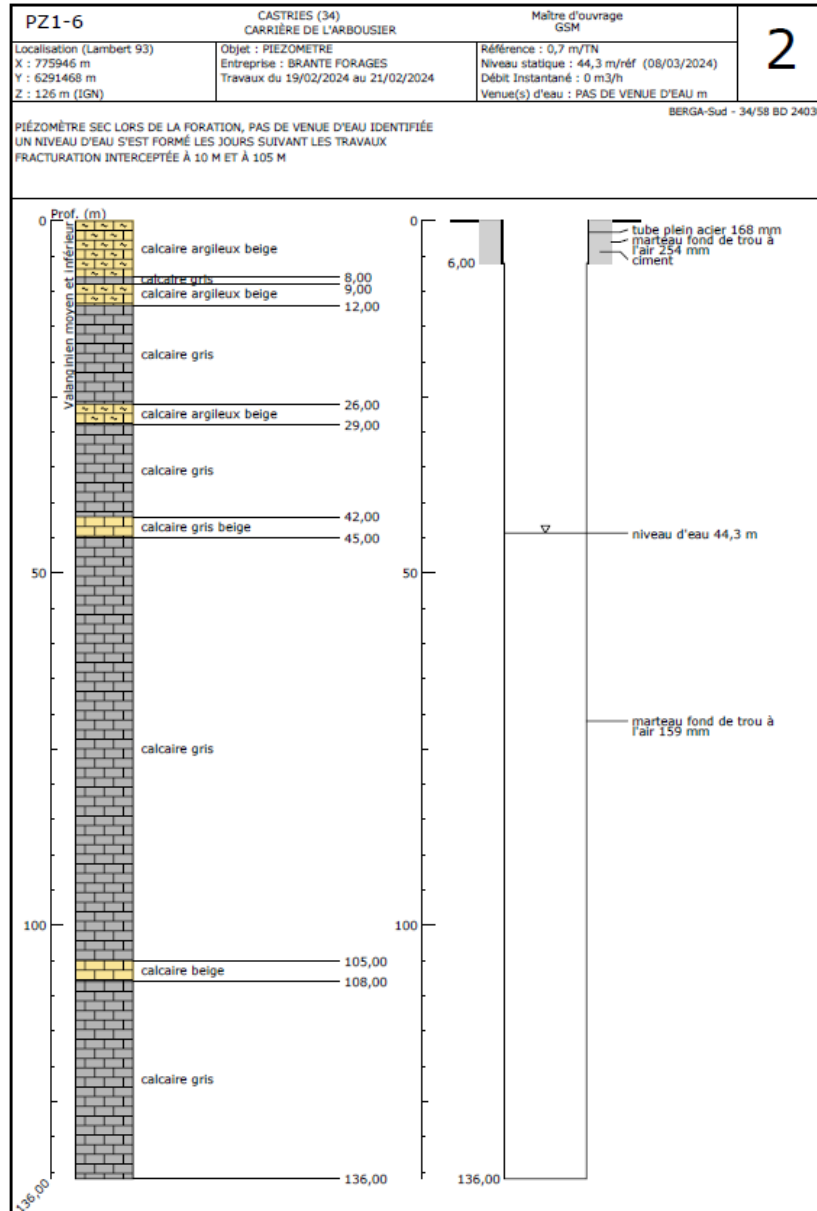 PZ1-6
CASTRIES (34)
CARRIÈRE DE L'ARBOUSIER
Maître d'ouvrage
GSM
2
Localisation (Lambert 93)
X : 775946 m
Y : 6291468 m
Z : 126 m (IGN)
Objet : PIEZOMETRE
Entreprise : BRANTE FORAGES
Travaux du 19/02/2024 au 21/02/2024
Référence : 0,7 m/TN
Niveau statique : 44,3 m/réf (08/03/2024)
Débit Instantané : 0 m3/h
Venue(s) d'eau : PAS DE VENUE D'EAU m
BERGA-Sud - 34/58 BD 2403
PIÉZOMÈTRE SEC LORS DE LA FORATION, PAS DE VENUE D'EAU IDENTIFIÉE
UN NIVEAU D'EAU S'EST FORMÉ LES JOURS SUIVANT LES TRAVAUX
FRACTURATION INTERCEPTÉE À 10 M ET À 105 M
Prof. (m)
0
50
100
136,00
Valanginien moyen et inférieur
calcaire argileux beige
8,00
calcaire gris
9,00
calcaire argileux beige
12,00
calcaire gris
26,00
calcaire argileux beige
29,00
calcaire gris
42,00
calcaire gris beige
45,00
calcaire gris
105,00
calcaire beige
108,00
calcaire gris
136,00
0
6,00
50
100
136,00
tube plein acier 168 mm
marteau fond de trou à
l'air 254 mm
ciment
niveau d'eau 44,3 m
marteau fond de trou à
l'air 159 mm